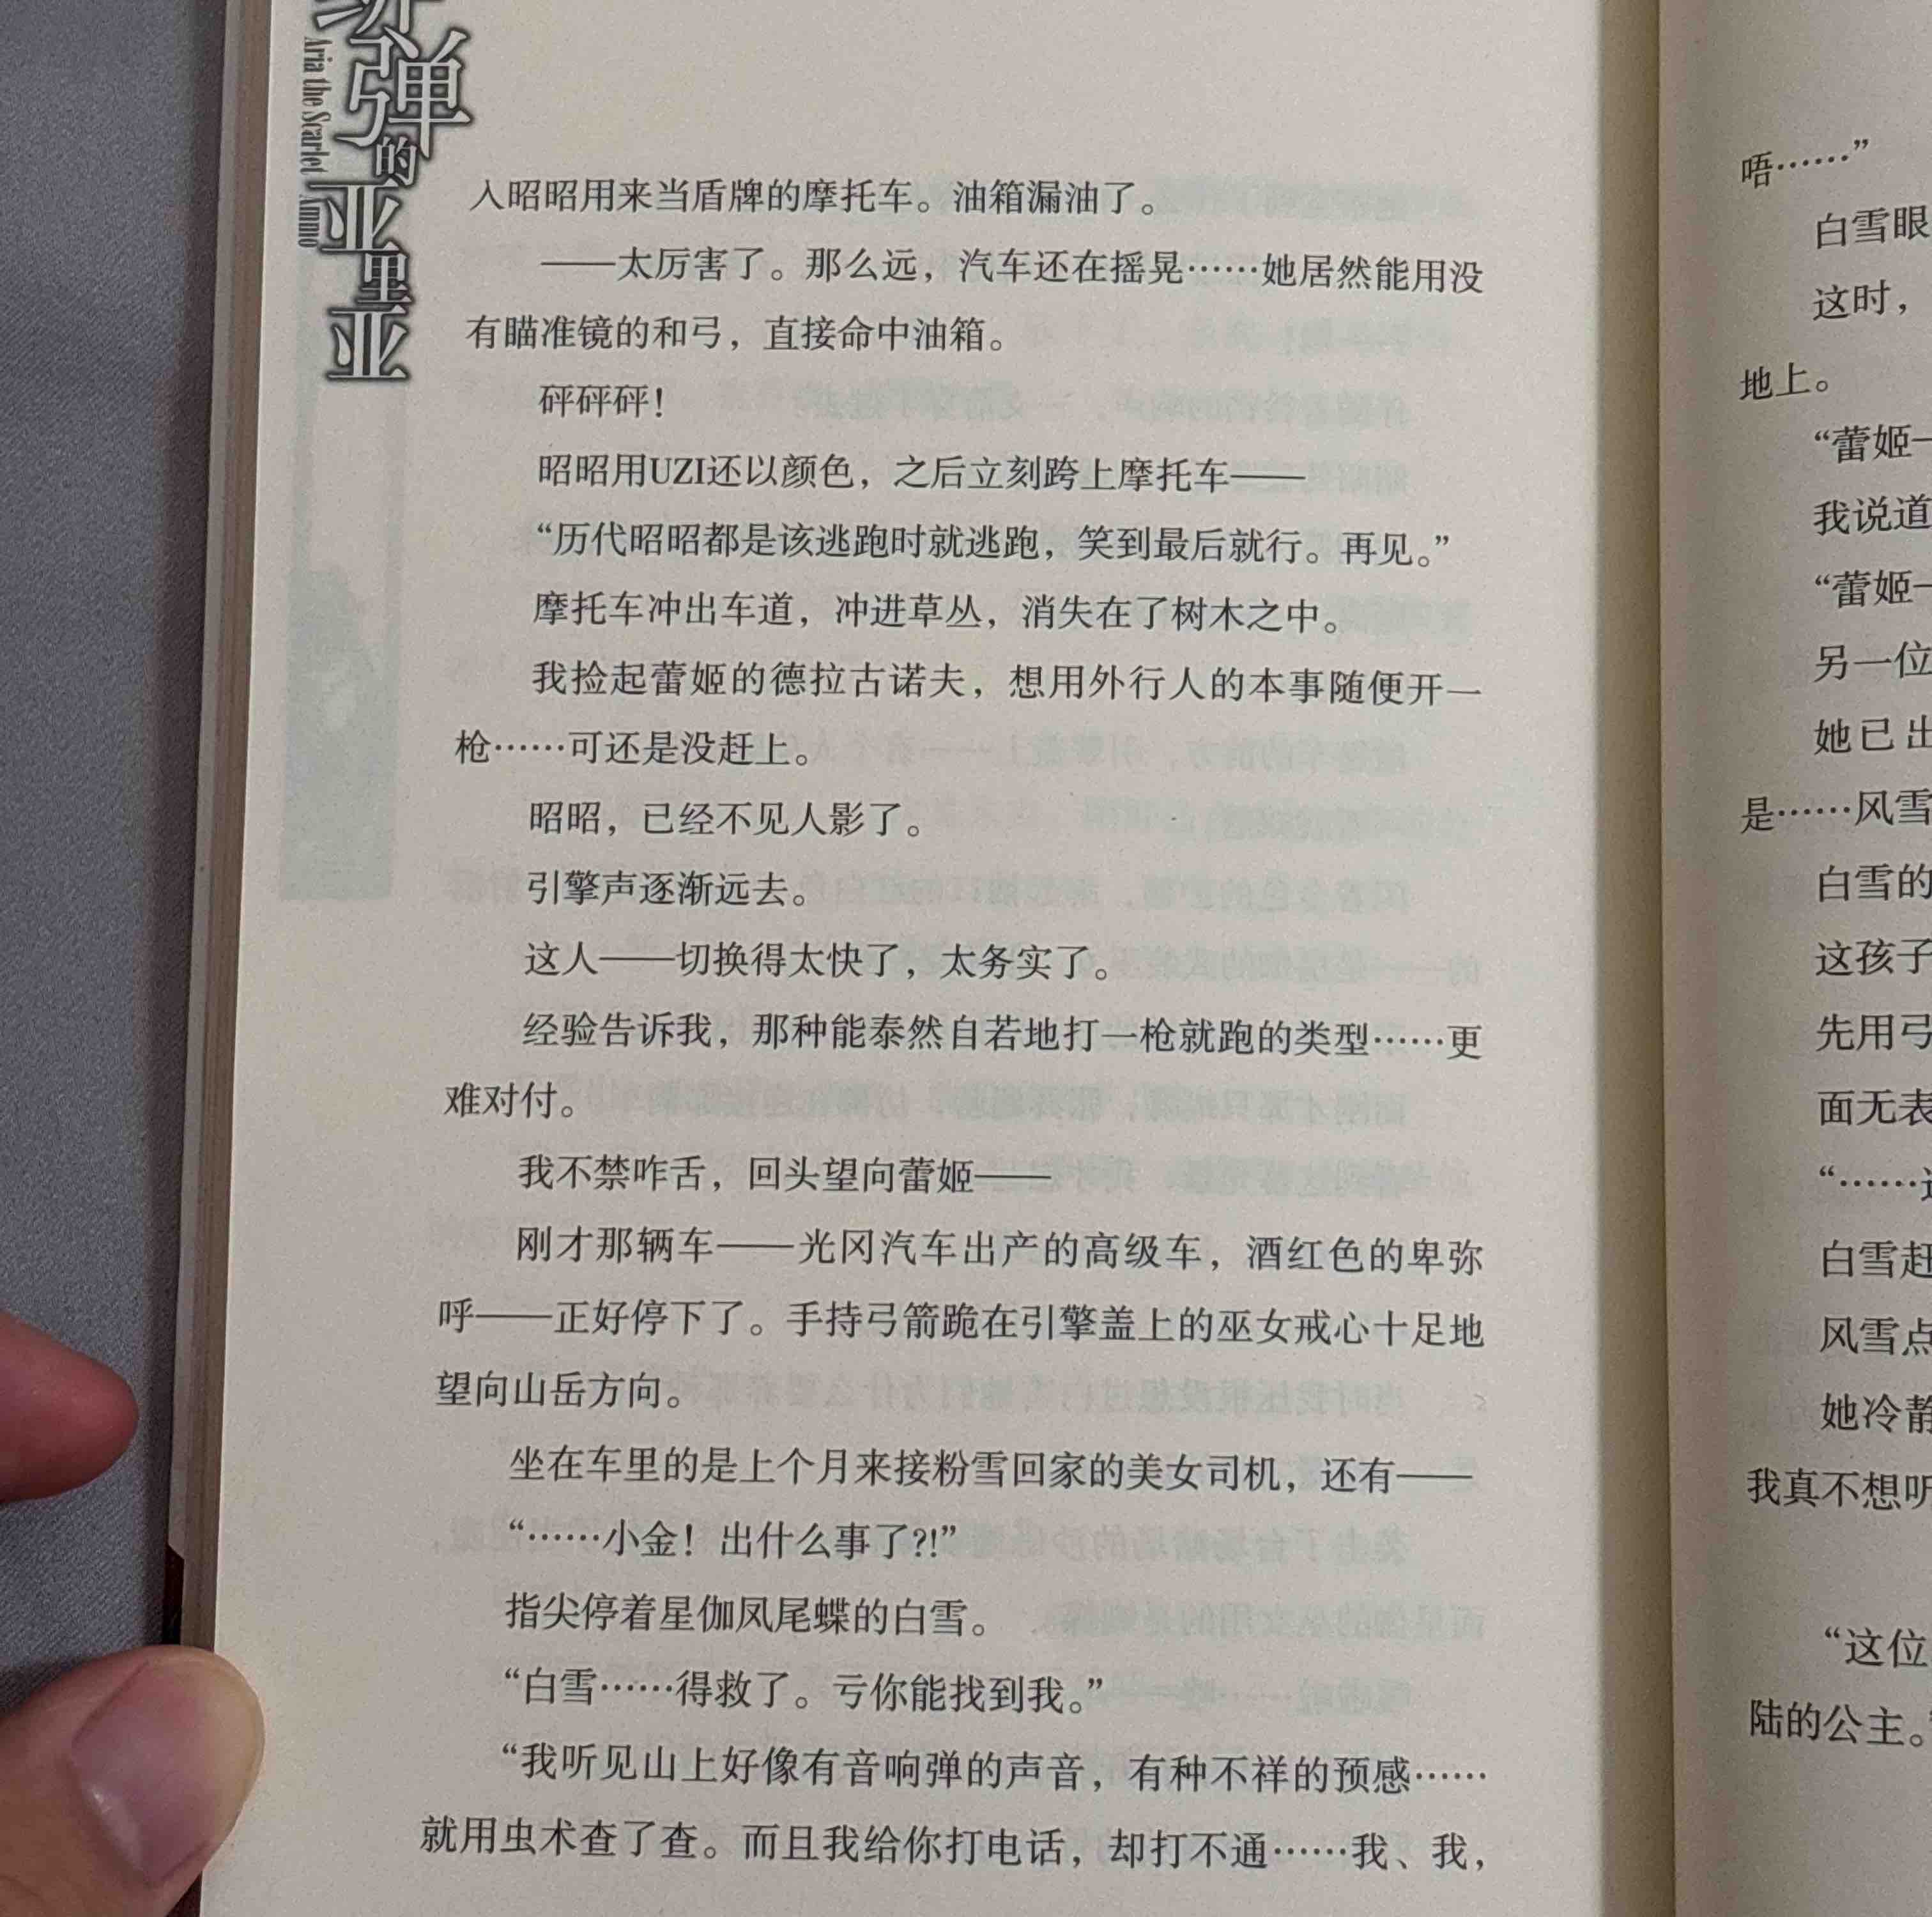 弹的亚里亚
Aria the Scarlet Ammo
入昭昭用来当盾牌的摩托车。油箱漏油了。
——太厉害了。那么远，汽车还在摇晃……她居然能用没
有瞄准镜的和弓，直接命中油箱。
砰砰砰！
昭昭用UZI还以颜色，之后立刻跨上摩托车——
“历代昭昭都是该逃跑时就逃跑，笑到最后就行。再见。”
摩托车冲出车道，冲进草丛，消失在了树木之中。
我捡起蕾姬的德拉古诺夫，想用外行人的本事随便开一
枪……可还是没赶上。
昭昭，已经不见人影了。
引擎声逐渐远去。
这人——切换得太快了，太务实了。
经验告诉我，那种能泰然自若地打一枪就跑的类型……更
难对付。
我不禁咋舌，回头望向蕾姬——
刚才那辆车——光冈汽车出产的高级车，酒红色的卑弥
呼——正好停下了。手持弓箭跪在引擎盖上的巫女戒心十足地
望向山岳方向。
坐在车里的是上个月来接粉雪回家的美女司机，还有——
“……小金！出什么事了?!”
指尖停着星伽凤尾蝶的白雪。
“白雪……得救了。亏你能找到我。”
“我听见山上好像有音响弹的声音，有种不祥的预感……
就用虫术查了查。而且我给你打电话，却打不通……我、我，
唔……”
白雪眼
这时，
地上。
“蕾姬—
我说道
“蕾姬—
另一位
她已出
是……风雪
白雪的
这孩子
先用弓
面无表
“……
白雪赶
风雪点
她冷静
我真不想听
“这位
陆的公主。